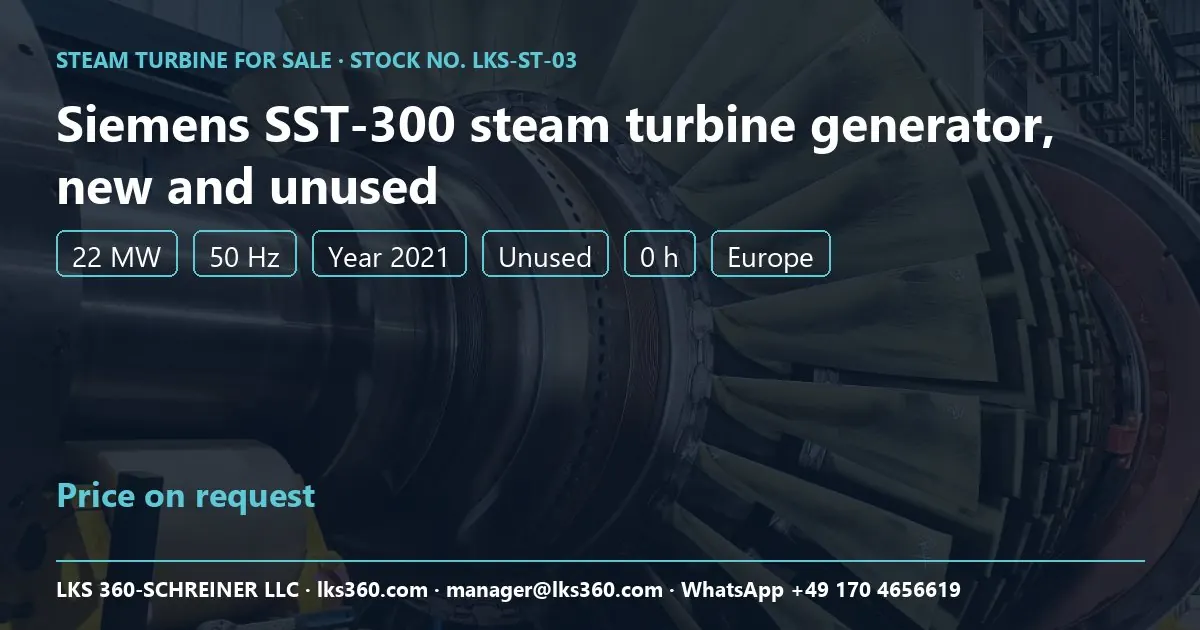 STEAM TURBINE FOR SALE · STOCK NO. LKS-ST-03
Siemens SST-300 steam turbine generator,
new and unused
22 MW
50 Hz
Year 2021
Unused
0 h
Europe
Price on request
LKS 360-SCHREINER LLC · lks360.com · manager@lks360.com · WhatsApp +49 170 4656619